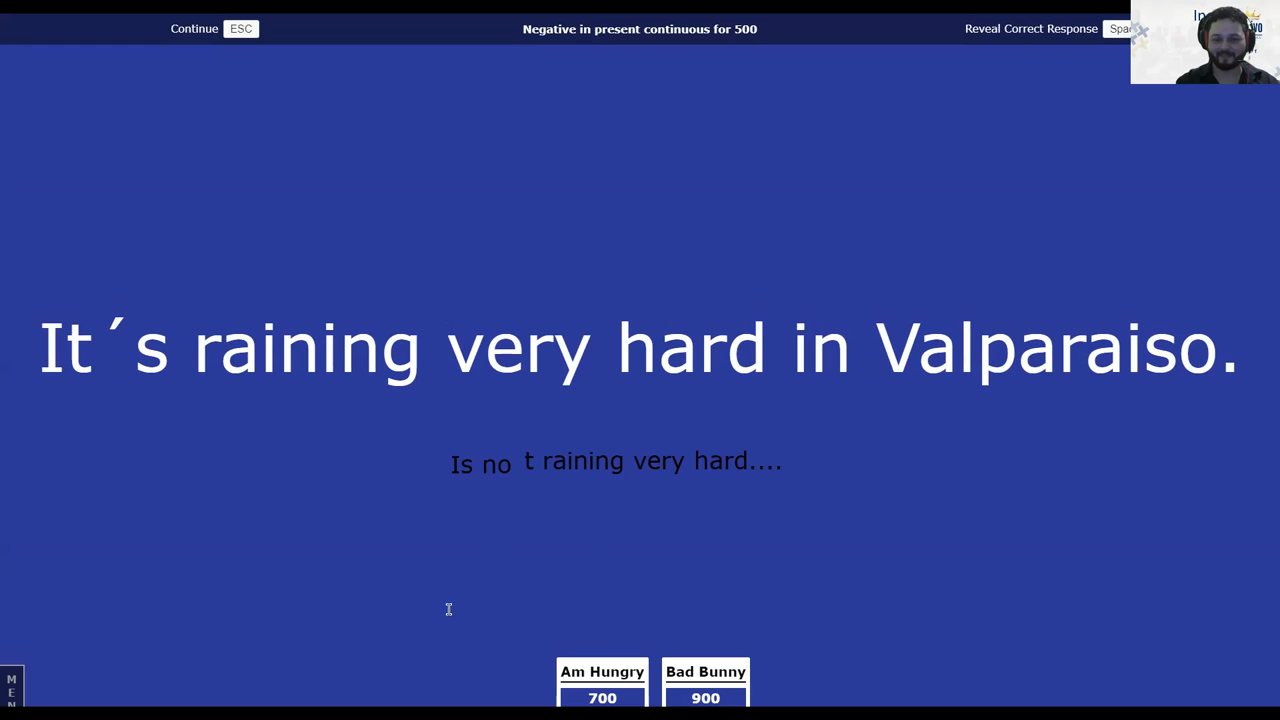 Continue ESC
Negative in present continuous for 500
Reveal Correct Response
It´s raining very hard in Valparaiso.
Is no t raining very hard....
Am Hungry Bad Bunny
700 900
M
E